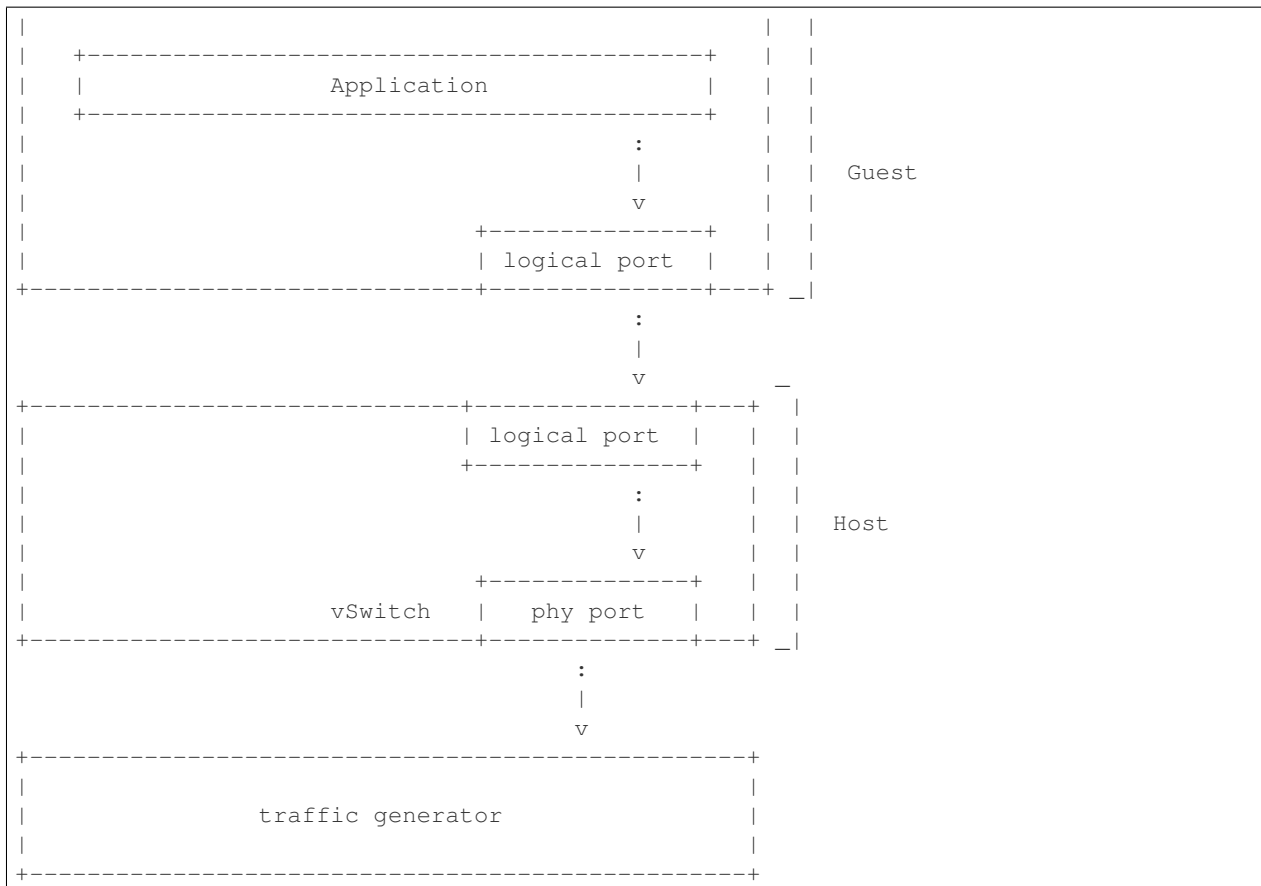 Application
Guest
logical port
logical port
Host
vSwitch phy port
traffic generator